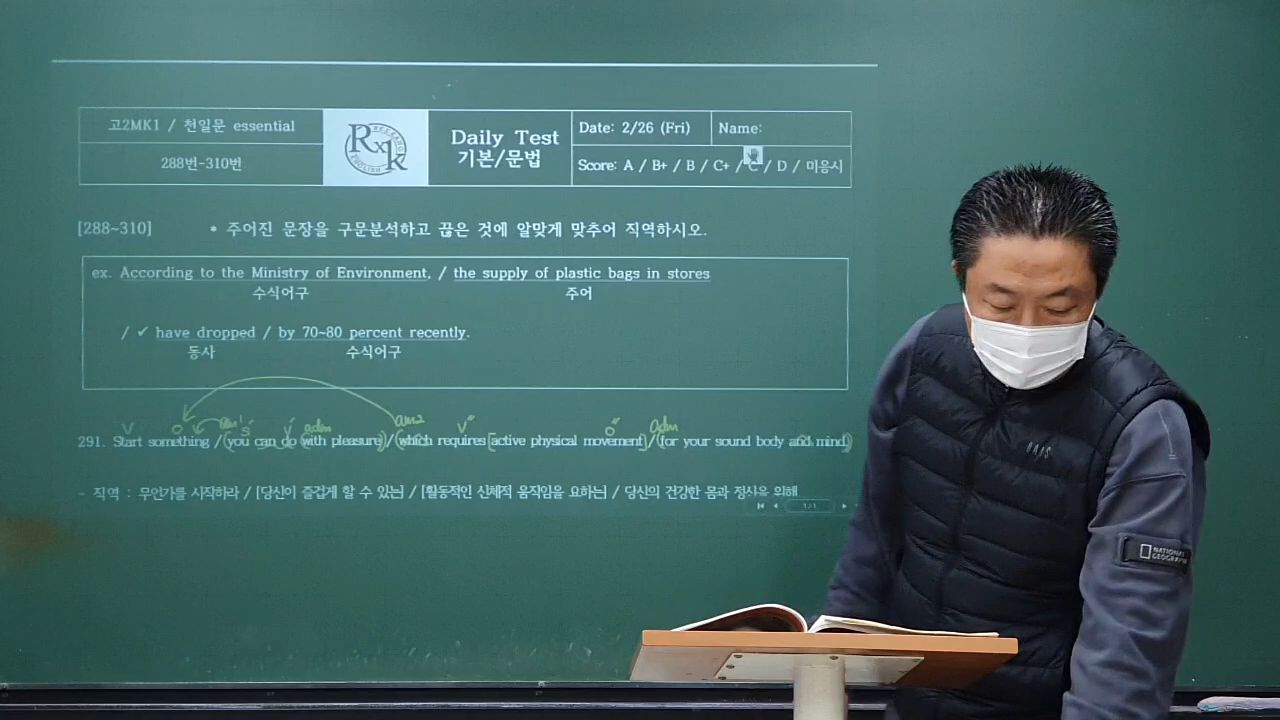 고2MK1 / 천일문 essential
288번-310번
RxK
ENGLISH
Daily Test
기본/문법
Date: 2/26 (Fri)
Name:
Score: A / B+ / B / C+ / C / D / 미응시
[288~310] * 주어진 문장을 구문분석하고 끊은 것에 알맞게 맞추어 직역하시오.
ex. According to the Ministry of Environment, / the supply of plastic bags in stores
수식어구 주어
/ ✓ have dropped / by 70~80 percent recently.
동사 수식어구
291. Start something / (you can do (with pleasure)) / (which requires [active physical movement] / (for your sound body and mind.)
- 직역 : 무언가를 시작하라 / [당신이 즐겁게 할 수 있는] / [활동적인 신체적 움직임을 요하는] / 당신의 건강한 몸과 정신을 위해
1 / 1
NATIONAL
GEOGRAPHIC